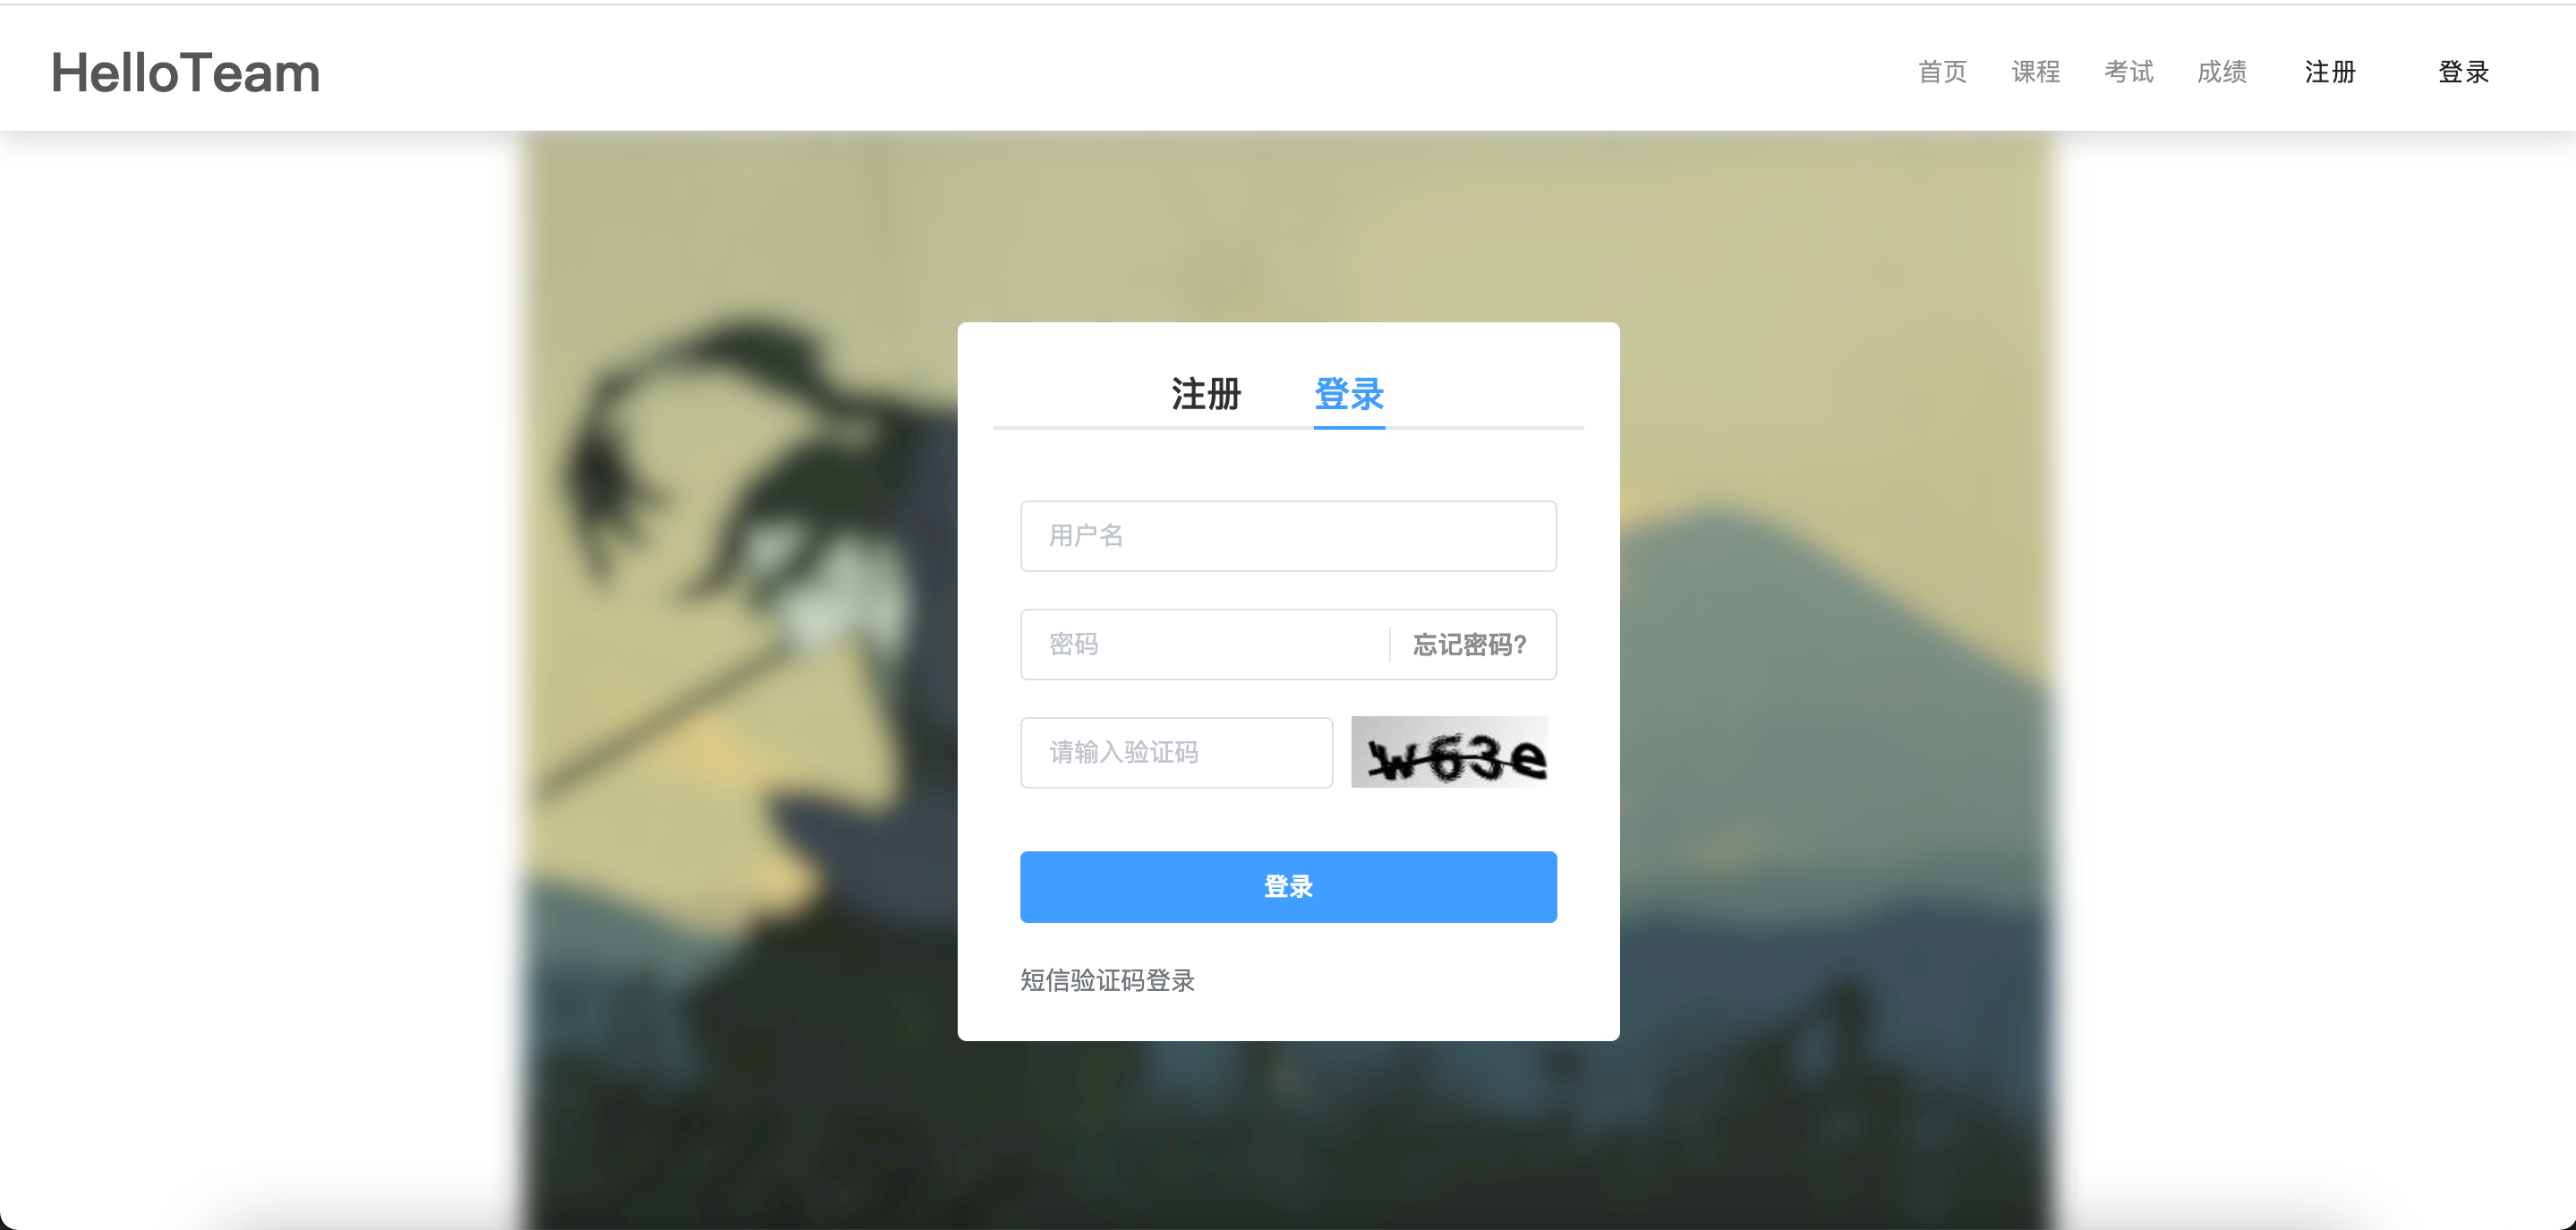 HelloTeam 首页 课程 考试 成绩 注册 登录
注册 登录
用户名
密码 忘记密码?
请输入验证码 w63e
登录
短信验证码登录